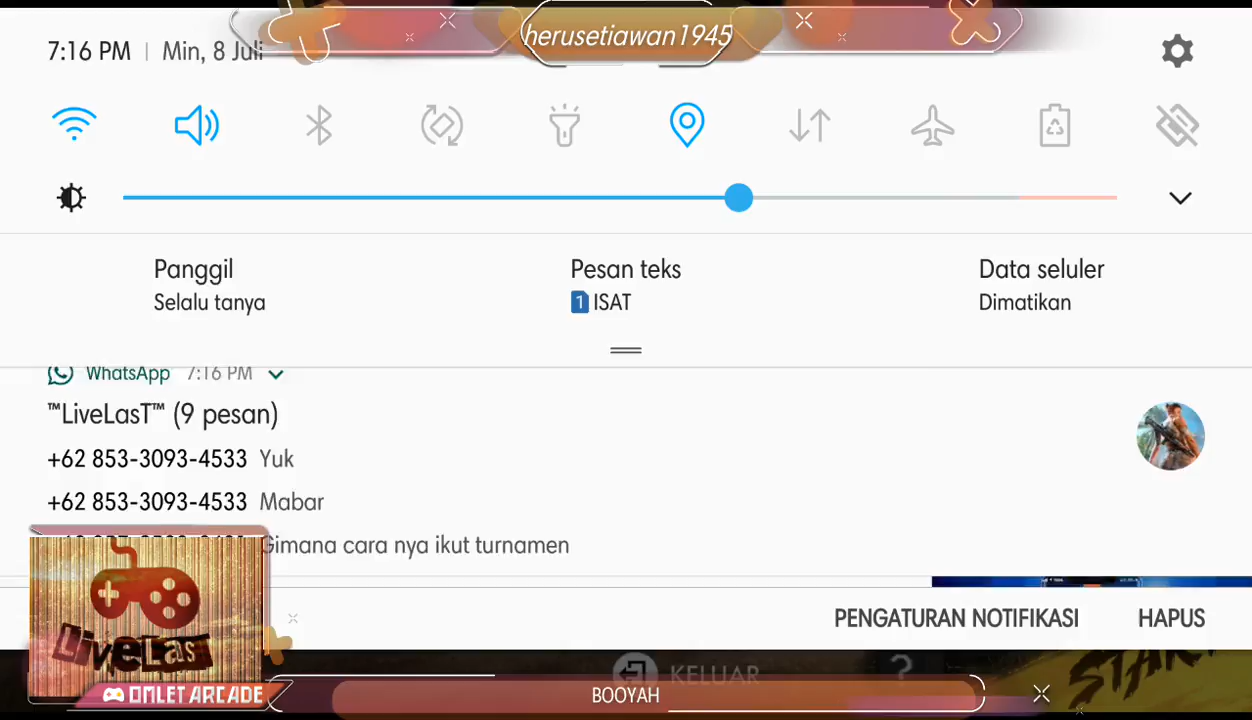 herusetiawan1945
7:16 PM | Min, 8 Juli
Panggil
Selalu tanya
Pesan teks
1 ISAT
Data seluler
Dimatikan
WhatsApp 7:16 PM
™LiveLasT™ (9 pesan)
+62 853-3093-4533 Yuk
+62 853-3093-4533 Mabar
Gimana cara nya ikut turnamen
PENGATURAN NOTIFIKASI
HAPUS
LiveLast
OMLET ARCADE
KELUAR
?
START
BOOYAH